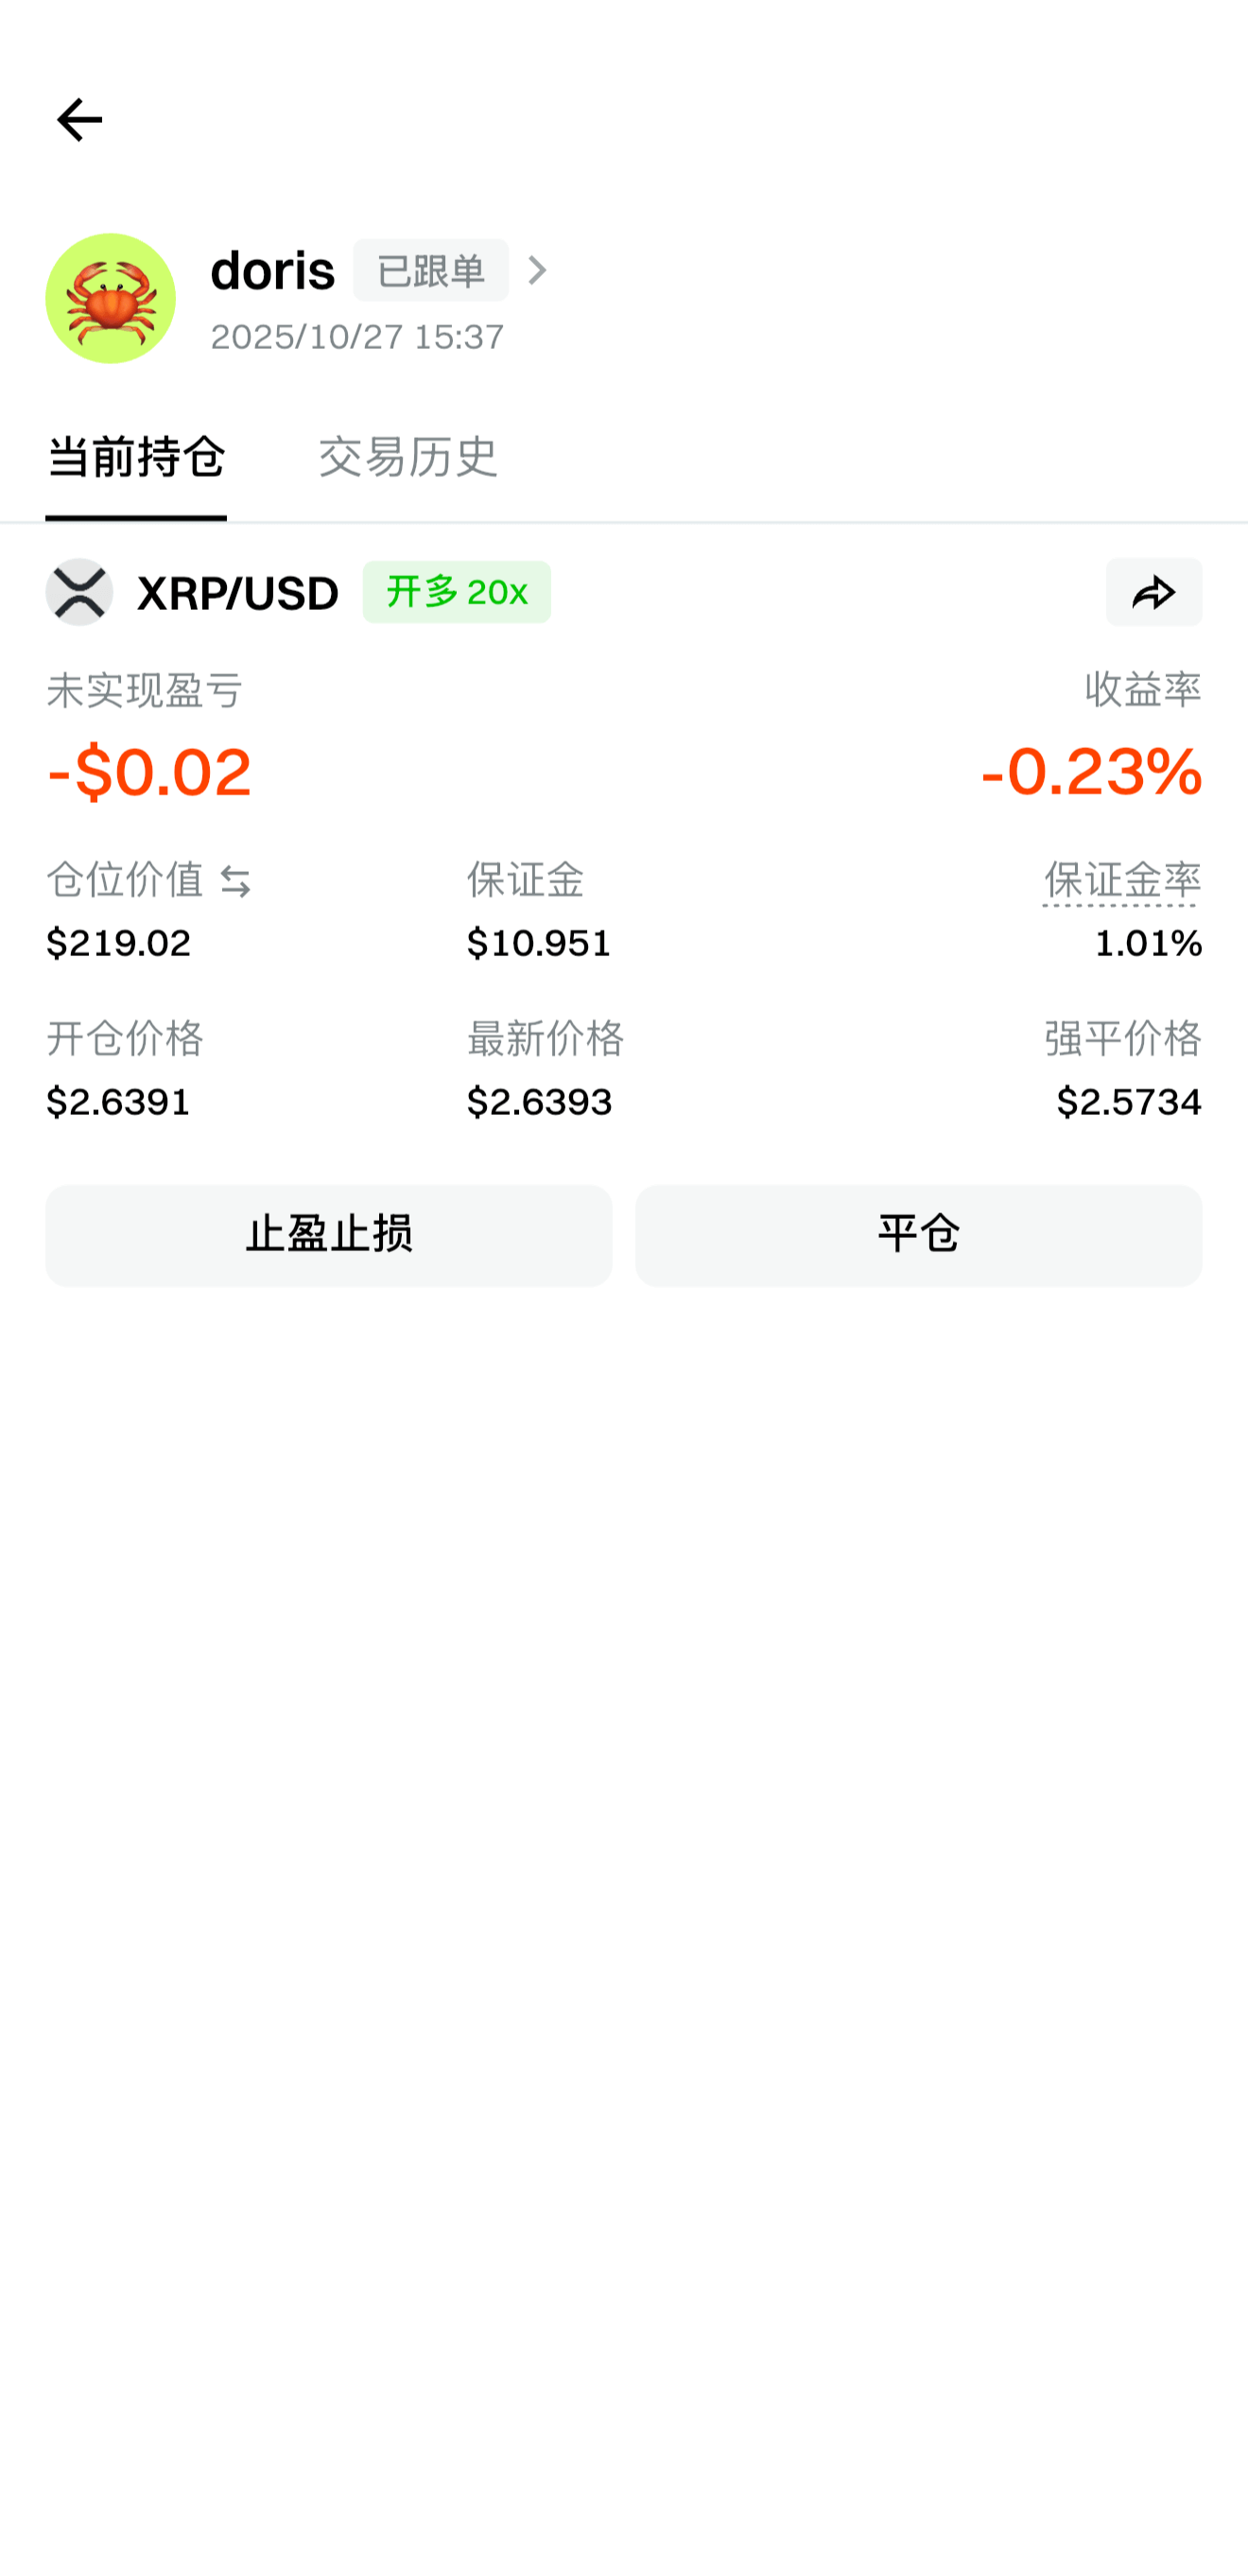 doris 已跟单
2025/10/27 15:37
当前持仓 交易历史
XRP/USD 开多 20x
未实现盈亏 收益率
-$0.02 -0.23%
仓位价值 保证金 保证金率
$219.02 $10.951 1.01%
开仓价格 最新价格 强平价格
$2.6391 $2.6393 $2.5734
止盈止损 平仓